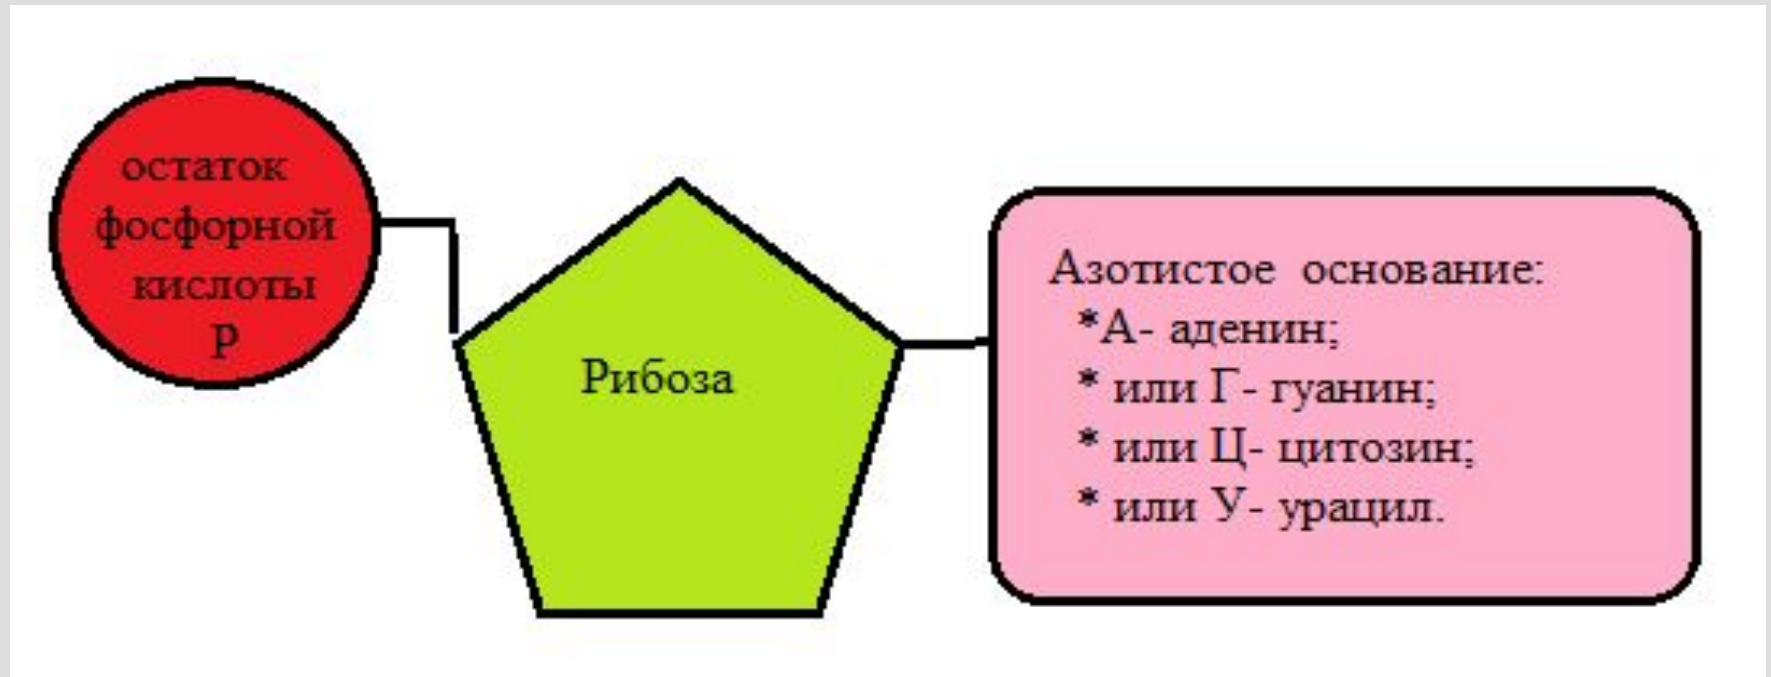 остаток
фосфорной
кислоты
Р
Рибоза
Азотистое основание:
*А- аденин;
* или Г- гуанин;
* или Ц- цитозин;
* или У- урацил.